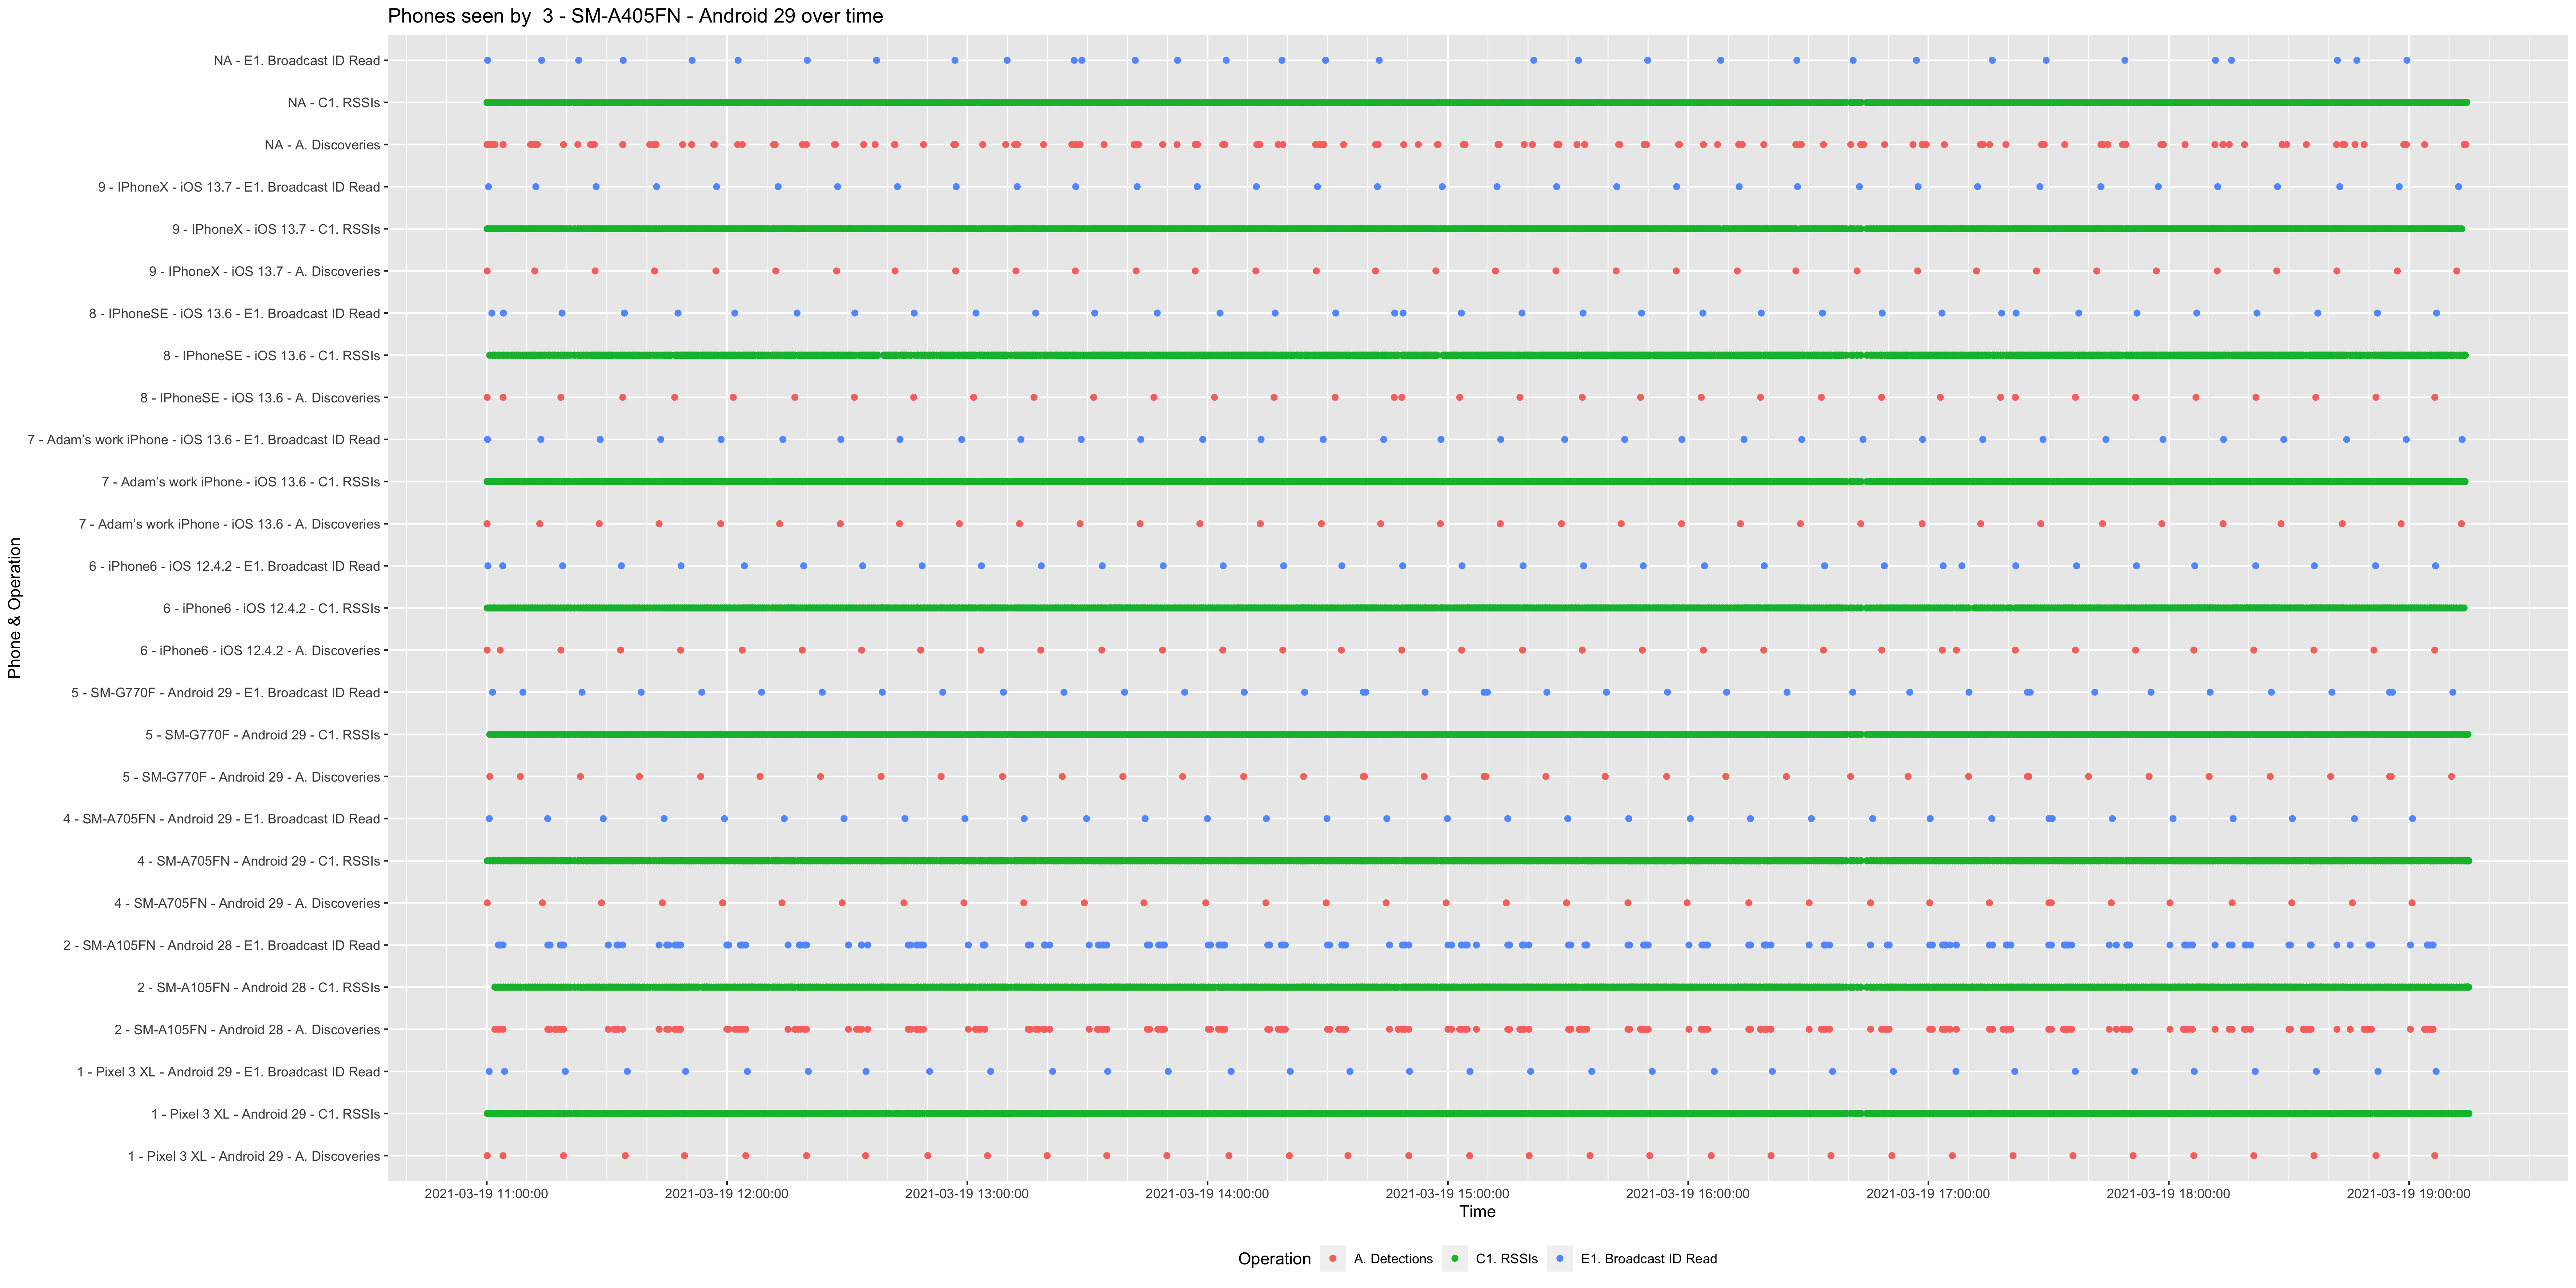 Phones seen by  3 - SM-A405FN - Android 29 over time
Phone & Operation
NA - E1. Broadcast ID Read
NA - C1. RSSIs
NA - A. Discoveries
9 - IPhoneX - iOS 13.7 - E1. Broadcast ID Read
9 - IPhoneX - iOS 13.7 - C1. RSSIs
9 - IPhoneX - iOS 13.7 - A. Discoveries
8 - IPhoneSE - iOS 13.6 - E1. Broadcast ID Read
8 - IPhoneSE - iOS 13.6 - C1. RSSIs
8 - IPhoneSE - iOS 13.6 - A. Discoveries
7 - Adam's work iPhone - iOS 13.6 - E1. Broadcast ID Read
7 - Adam's work iPhone - iOS 13.6 - C1. RSSIs
7 - Adam's work iPhone - iOS 13.6 - A. Discoveries
6 - iPhone6 - iOS 12.4.2 - E1. Broadcast ID Read
6 - iPhone6 - iOS 12.4.2 - C1. RSSIs
6 - iPhone6 - iOS 12.4.2 - A. Discoveries
5 - SM-G770F - Android 29 - E1. Broadcast ID Read
5 - SM-G770F - Android 29 - C1. RSSIs
5 - SM-G770F - Android 29 - A. Discoveries
4 - SM-A705FN - Android 29 - E1. Broadcast ID Read
4 - SM-A705FN - Android 29 - C1. RSSIs
4 - SM-A705FN - Android 29 - A. Discoveries
2 - SM-A105FN - Android 28 - E1. Broadcast ID Read
2 - SM-A105FN - Android 28 - C1. RSSIs
2 - SM-A105FN - Android 28 - A. Discoveries
1 - Pixel 3 XL - Android 29 - E1. Broadcast ID Read
1 - Pixel 3 XL - Android 29 - C1. RSSIs
1 - Pixel 3 XL - Android 29 - A. Discoveries
2021-03-19 11:00:00 2021-03-19 12:00:00 2021-03-19 13:00:00 2021-03-19 14:00:00 2021-03-19 15:00:00 2021-03-19 16:00:00 2021-03-19 17:00:00 2021-03-19 18:00:00 2021-03-19 19:00:00
Time
Operation A. Detections C1. RSSIs E1. Broadcast ID Read